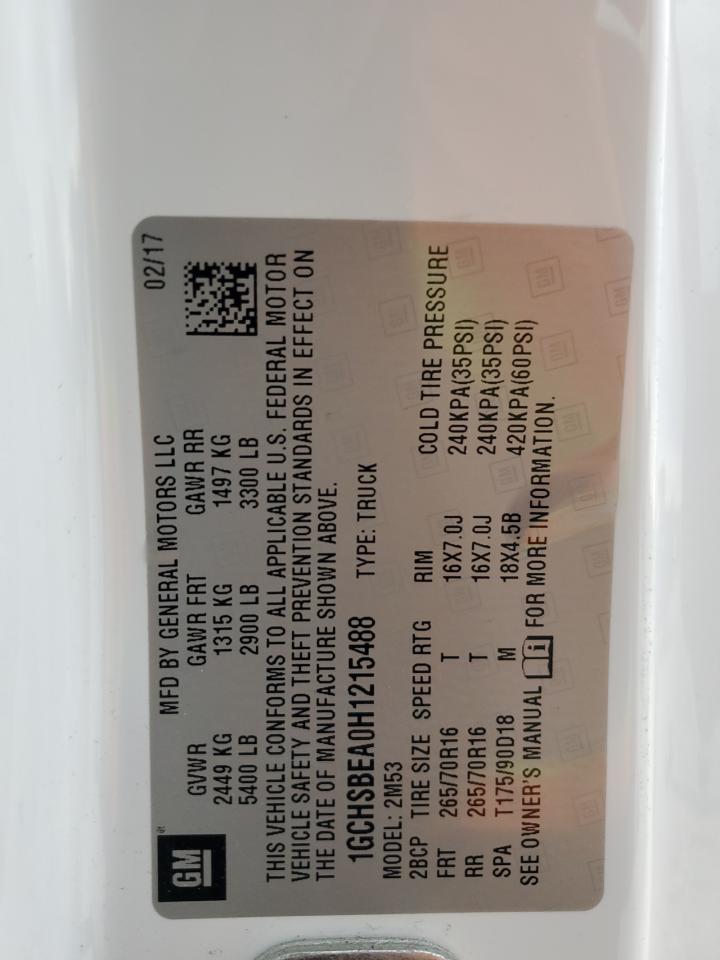 GM
MFD BY GENERAL MOTORS LLC 02/17
GVWR GAWR FRT GAWR RR
2449 KG 1315 KG 1497 KG
5400 LB 2900 LB 3300 LB
THIS VEHICLE CONFORMS TO ALL APPLICABLE U.S. FEDERAL MOTOR
VEHICLE SAFETY AND THEFT PREVENTION STANDARDS IN EFFECT ON
THE DATE OF MANUFACTURE SHOWN ABOVE.
1GCHSBEA0H1215488 TYPE: TRUCK
MODEL: 2M53
2BCP TIRE SIZE SPEED RTG RIM COLD TIRE PRESSURE
FRT 265/70R16 T 16X7.0J 240KPA(35PSI)
RR 265/70R16 T 16X7.0J 240KPA(35PSI)
SPA T175/90D18 M 18X4.5B 420KPA(60PSI)
SEE OWNER'S MANUAL FOR MORE INFORMATION.